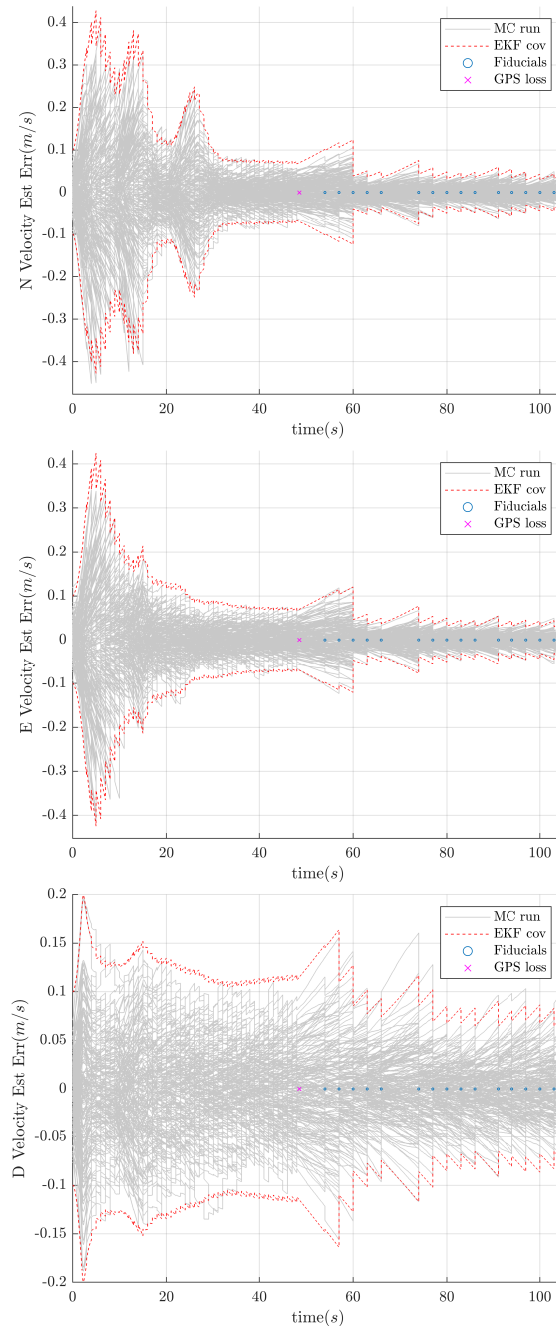 N Velocity Est Err(m/s)
0.4
0.3
0.2
0.1
0
-0.1
-0.2
-0.3
-0.4
MC run
EKF cov
Fiducials
GPS loss
0 20 40 60 80 100
time(s)
E Velocity Est Err(m/s)
0.4
0.3
0.2
0.1
0
-0.1
-0.2
-0.3
-0.4
MC run
EKF cov
Fiducials
GPS loss
0 20 40 60 80 100
time(s)
D Velocity Est Err(m/s)
0.2
0.15
0.1
0.05
0
-0.05
-0.1
-0.15
-0.2
MC run
EKF cov
Fiducials
GPS loss
0 20 40 60 80 100
time(s)